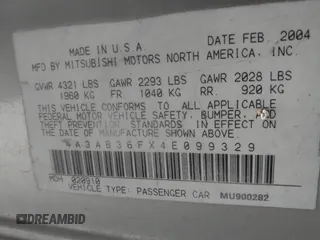 MADE IN U.S.A. DATE FEB. 2004
MFD BY MITSUBISHI MOTORS NORTH AMERICA, INC.
GVWR 4321 LBS GAWR 2293 LBS GAWR 2028 LBS
1960 KG FR: 1040 KG RR: 920 KG
THIS VEHICLE CONFORMS TO ALL APPLICABLE
FEDERAL MOTOR VEHICLE SAFETY, BUMPER, AND
THEFT PREVENTION STANDARDS IN EFFECT ON
THE DATE OF MANUFACTURE SHOWN ABOVE.
4A3AB36FX4E099329
MDH 020910
VEHICLE TYPE: PASSENGER CAR MU900282
DREAMBID